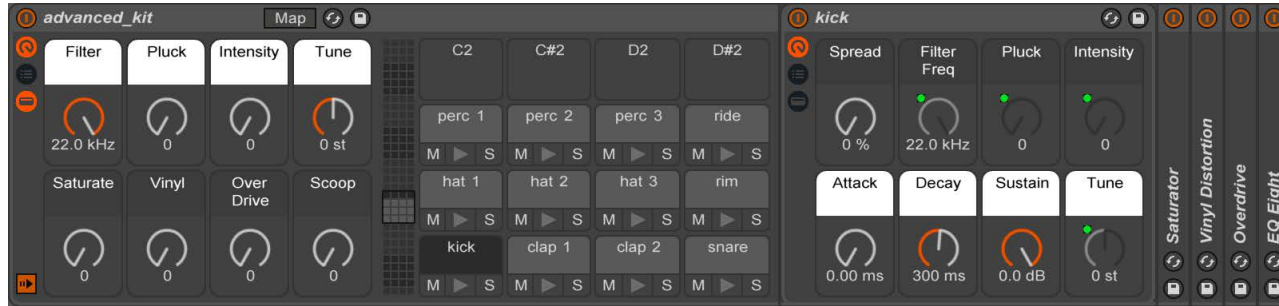 advanced_kit Map
Filter Pluck Intensity Tune
22.0 kHz 0 0 0 st
Saturate Vinyl Over Drive Scoop
0 0 0 0
C2 C#2 D2 D#2
perc 1 perc 2 perc 3 ride
M S M S M S M S
hat 1 hat 2 hat 3 rim
M S M S M S M S
kick clap 1 clap 2 snare
M S M S M S M S
kick
Spread Filter Freq Pluck Intensity
0 % 22.0 kHz 0 0
Attack Decay Sustain Tune
0.00 ms 300 ms 0.0 dB 0 st
Saturator
Vinyl Distortion
Overdrive
EQ Eight